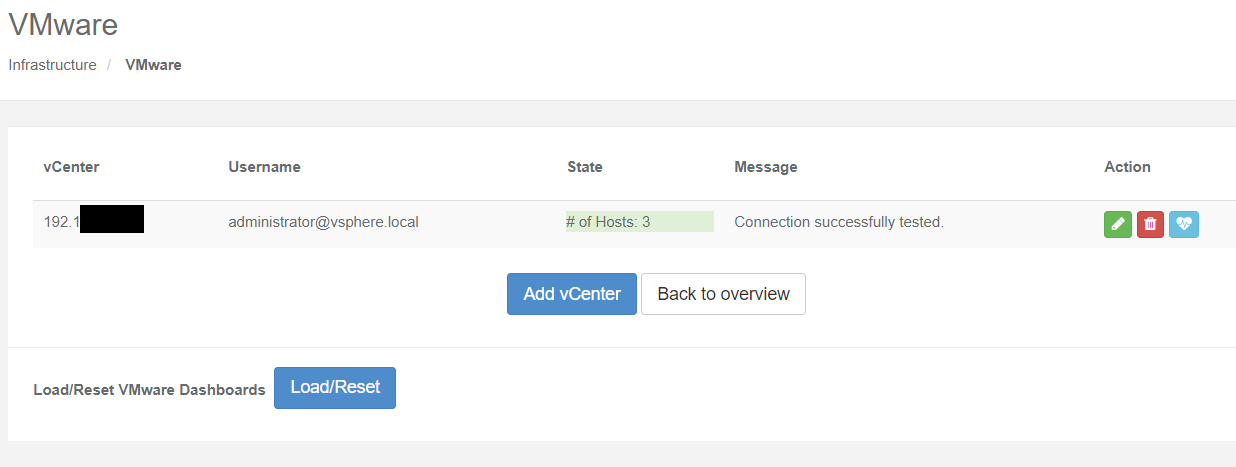 VMware
Infrastructure / VMware
vCenter Username State Message Action
192.1 administrator@vsphere.local # of Hosts: 3 Connection successfully tested.
Add vCenter Back to overview
Load/Reset VMware Dashboards Load/Reset